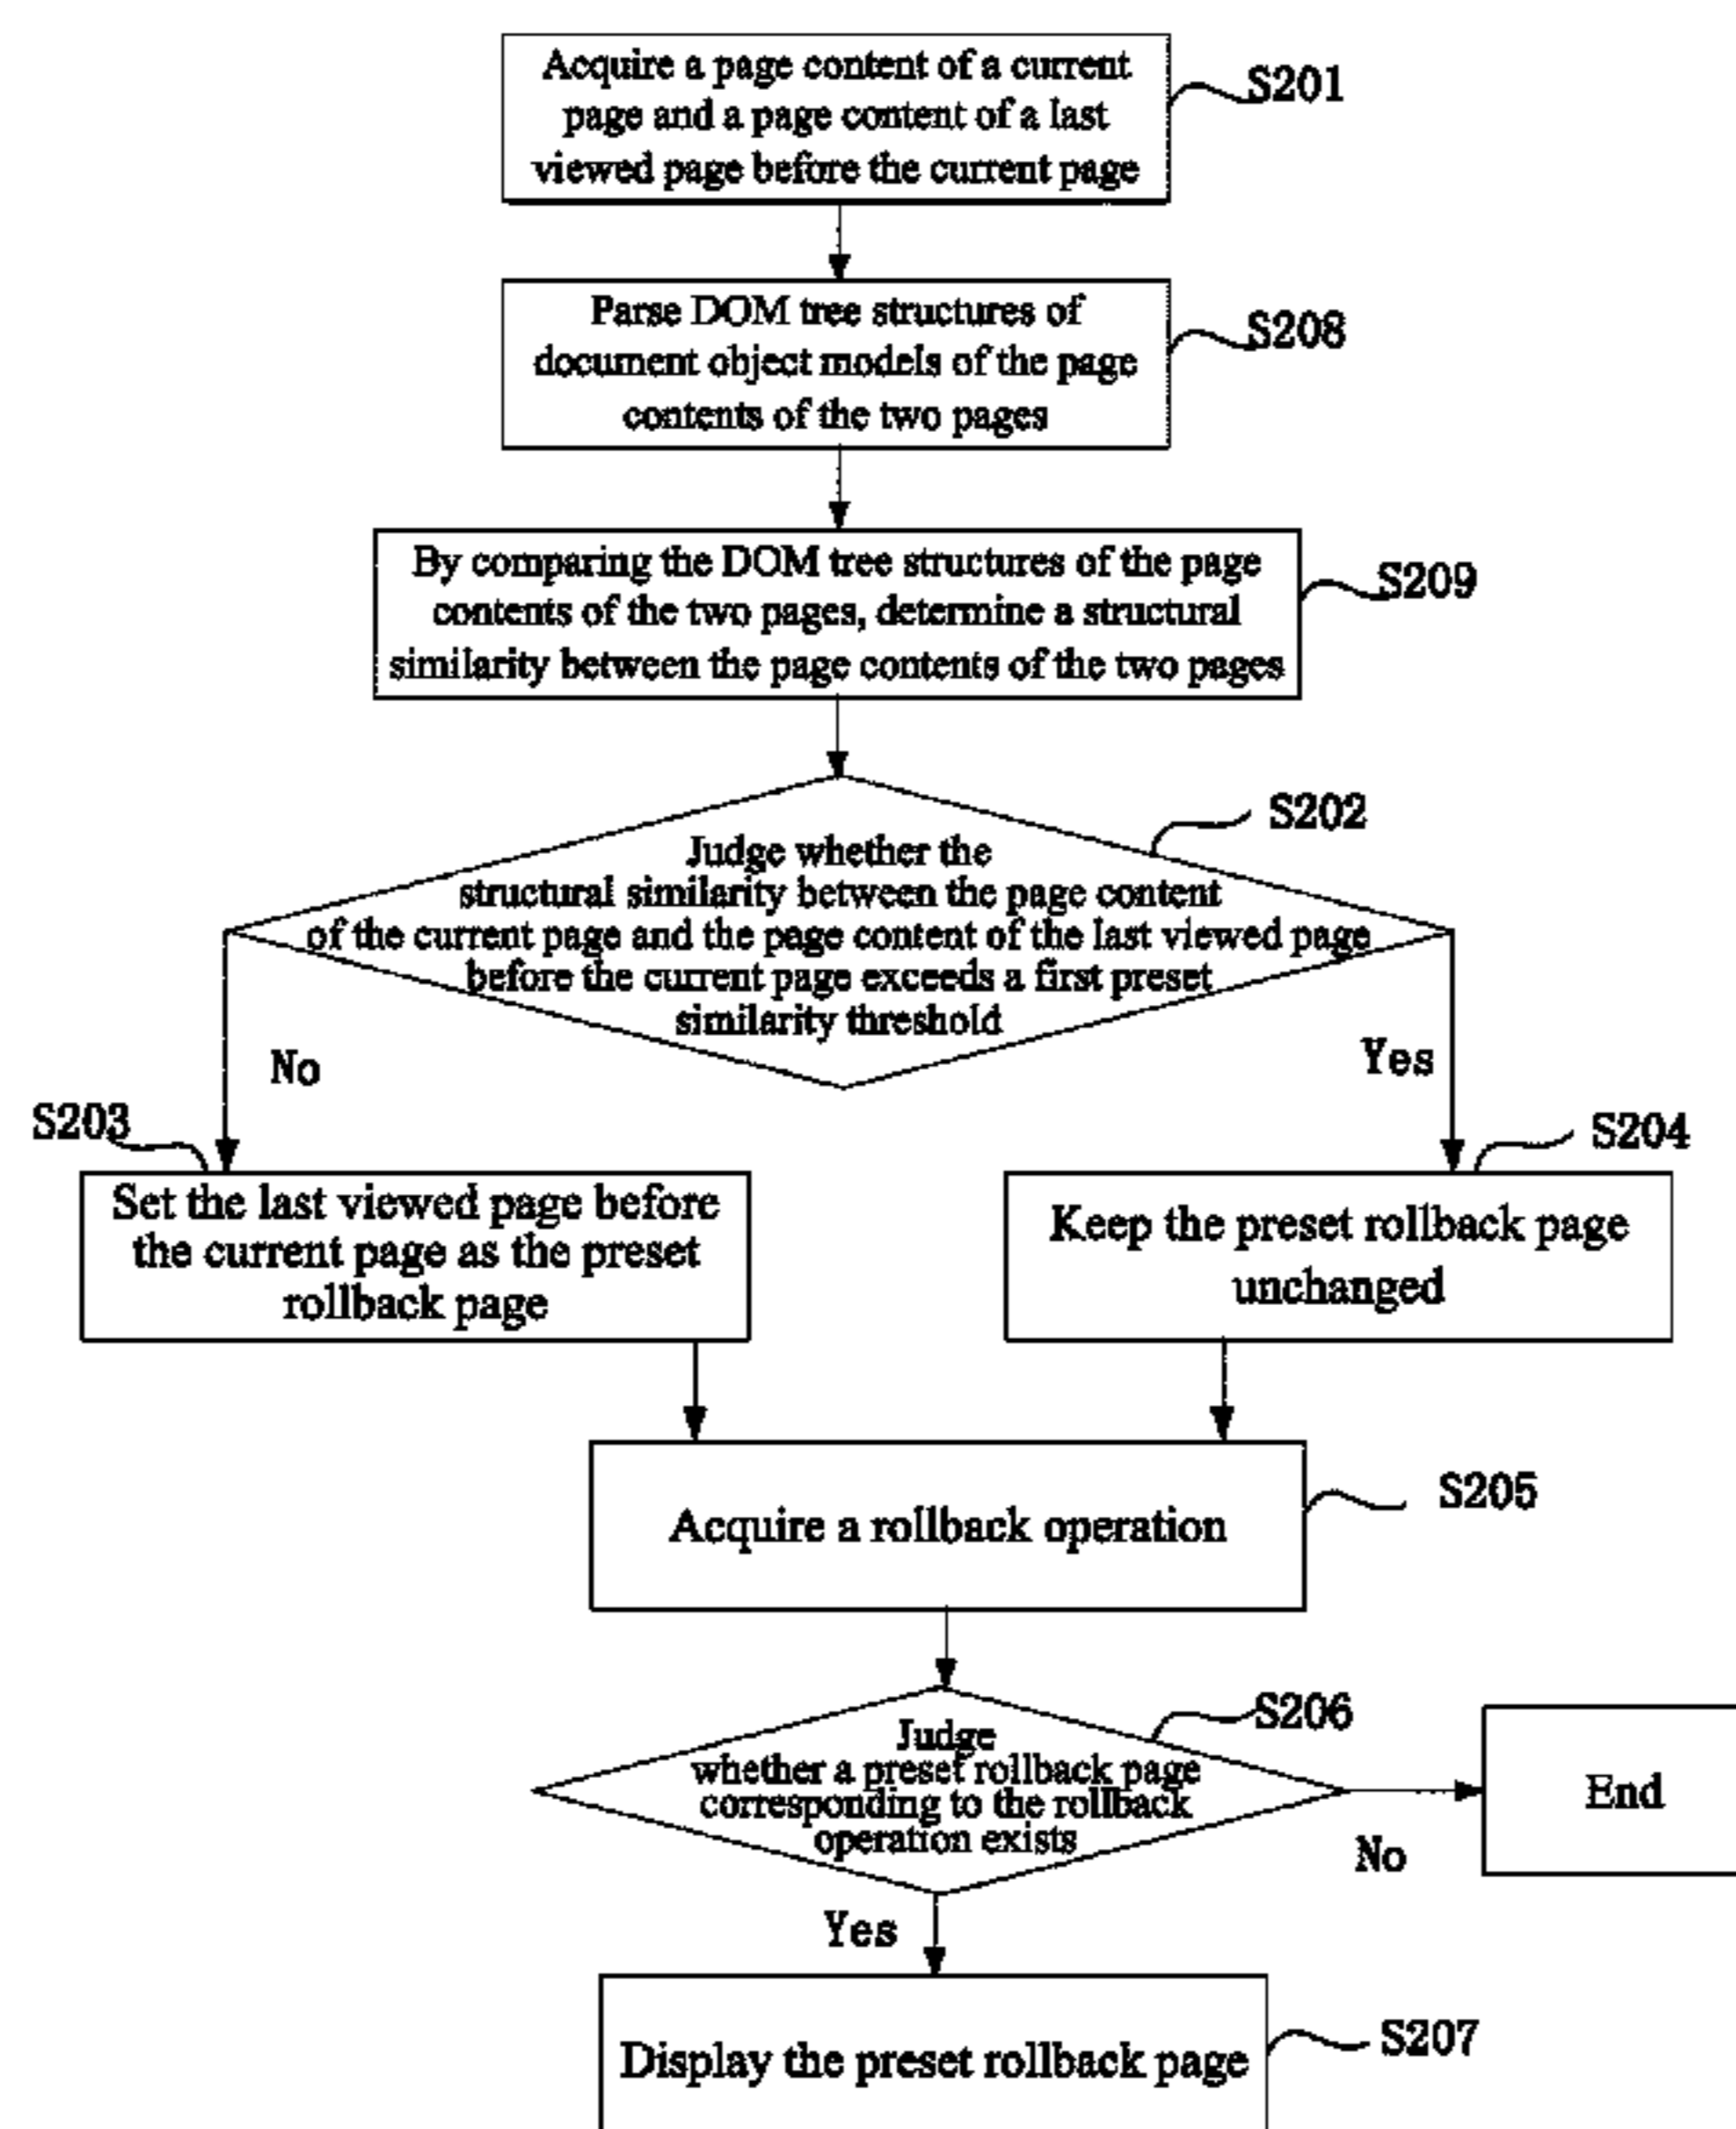 Acquire a page content of a current
page and a page content of a last
viewed page before the current page
S201
Parse DOM tree structures of
document object models of the page
contents of the two pages
S208
By comparing the DOM tree structures of the page
contents of the two pages, determine a structural
similarity between the page contents of the two pages
S209
Judge whether the
structural similarity between the page content
of the current page and the page content of the last viewed page
before the current page exceeds a first preset
similarity threshold
S202
No
Yes
S203
Set the last viewed page before
the current page as the preset
rollback page
S204
Keep the preset rollback page
unchanged
Acquire a rollback operation
S205
Judge
whether a preset rollback page
corresponding to the rollback
operation exists
S206
No
End
Yes
Display the preset rollback page
S207